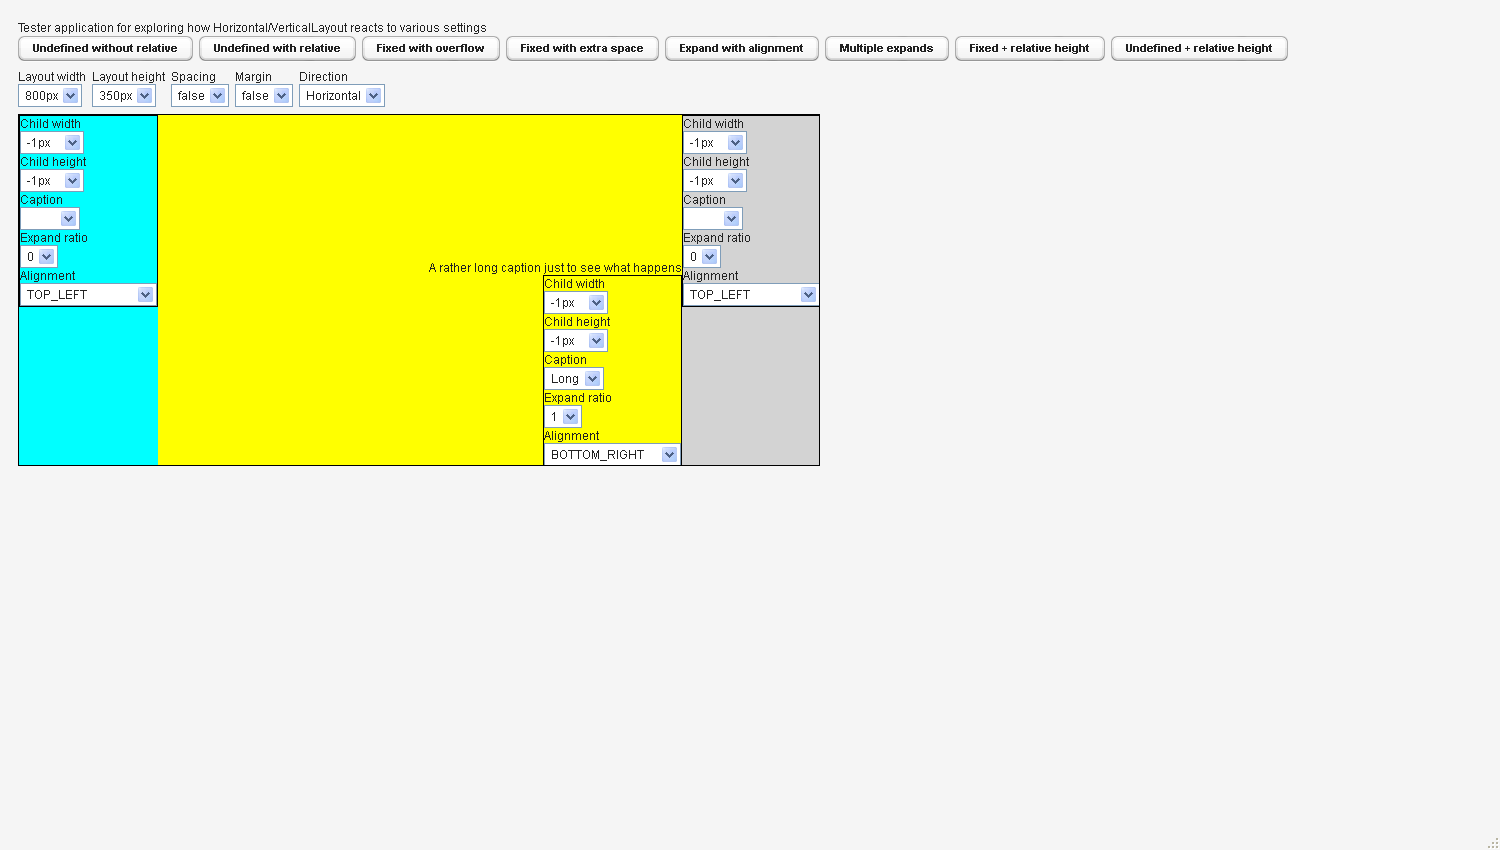 Tester application for exploring how Horizontal/VerticalLayout reacts to various settings
Undefined without relative Undefined with relative Fixed with overflow Fixed with extra space Expand with alignment Multiple expands Fixed + relative height Undefined + relative height
Layout width Layout height Spacing Margin Direction
800px 350px false false Horizontal
Child width
-1px
Child height
-1px
Caption
Expand ratio
0
Alignment
TOP_LEFT
A rather long caption just to see what happens
Child width
-1px
Child height
-1px
Caption
Long
Expand ratio
1
Alignment
BOTTOM_RIGHT
Child width
-1px
Child height
-1px
Caption
Expand ratio
0
Alignment
TOP_LEFT